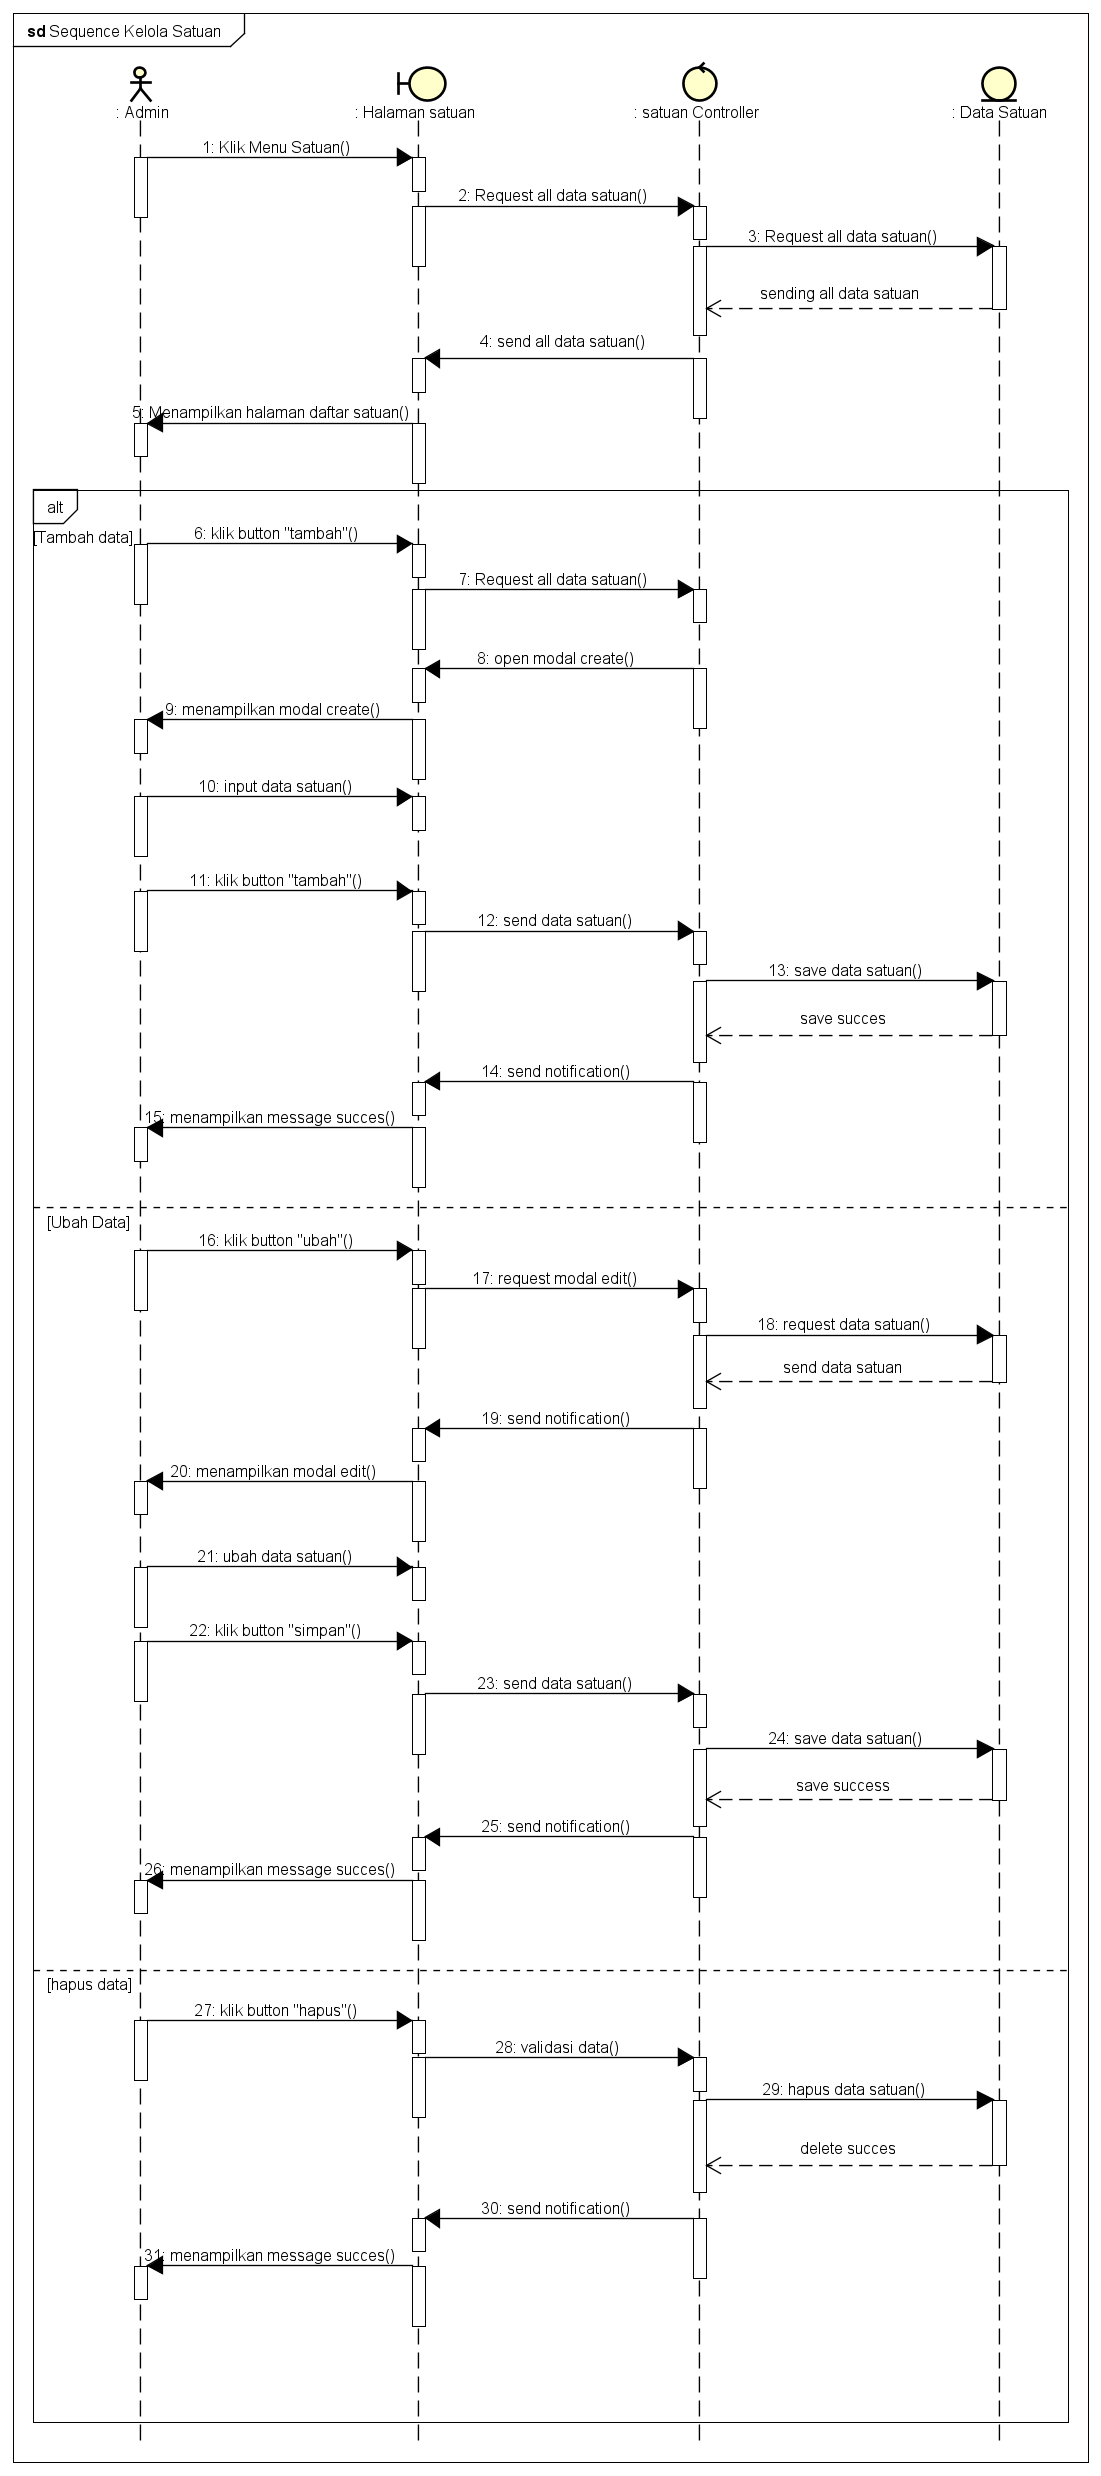 sd Sequence Kelola Satuan
: Admin
: Halaman satuan
: satuan Controller
: Data Satuan
1: Klik Menu Satuan()
2: Request all data satuan()
3: Request all data satuan()
sending all data satuan
4: send all data satuan()
5: Menampilkan halaman daftar satuan()
alt
[Tambah data]
6: klik button "tambah"()
7: Request all data satuan()
8: open modal create()
9: menampilkan modal create()
10: input data satuan()
11: klik button "tambah"()
12: send data satuan()
13: save data satuan()
save succes
14: send notification()
15: menampilkan message succes()
[Ubah Data]
16: klik button "ubah"()
17: request modal edit()
18: request data satuan()
send data satuan
19: send notification()
20: menampilkan modal edit()
21: ubah data satuan()
22: klik button "simpan"()
23: send data satuan()
24: save data satuan()
save success
25: send notification()
26: menampilkan message succes()
[hapus data]
27: klik button "hapus"()
28: validasi data()
29: hapus data satuan()
delete succes
30: send notification()
31: menampilkan message succes()